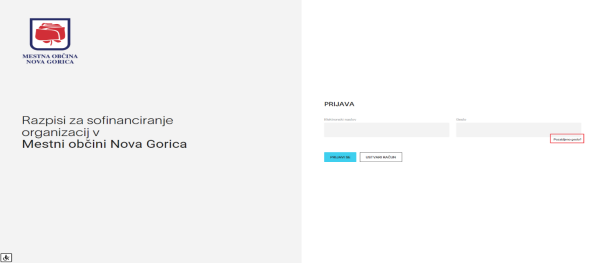 MESTNA OBČINA
NOVA GORICA
Razpisi za sofinanciranje
organizacij v
Mestni občini Nova Gorica
PRIJAVA
Elektronski naslov
Geslo
Pozabljeno geslo?
PRIJAVI SE
USTVARI RAČUN